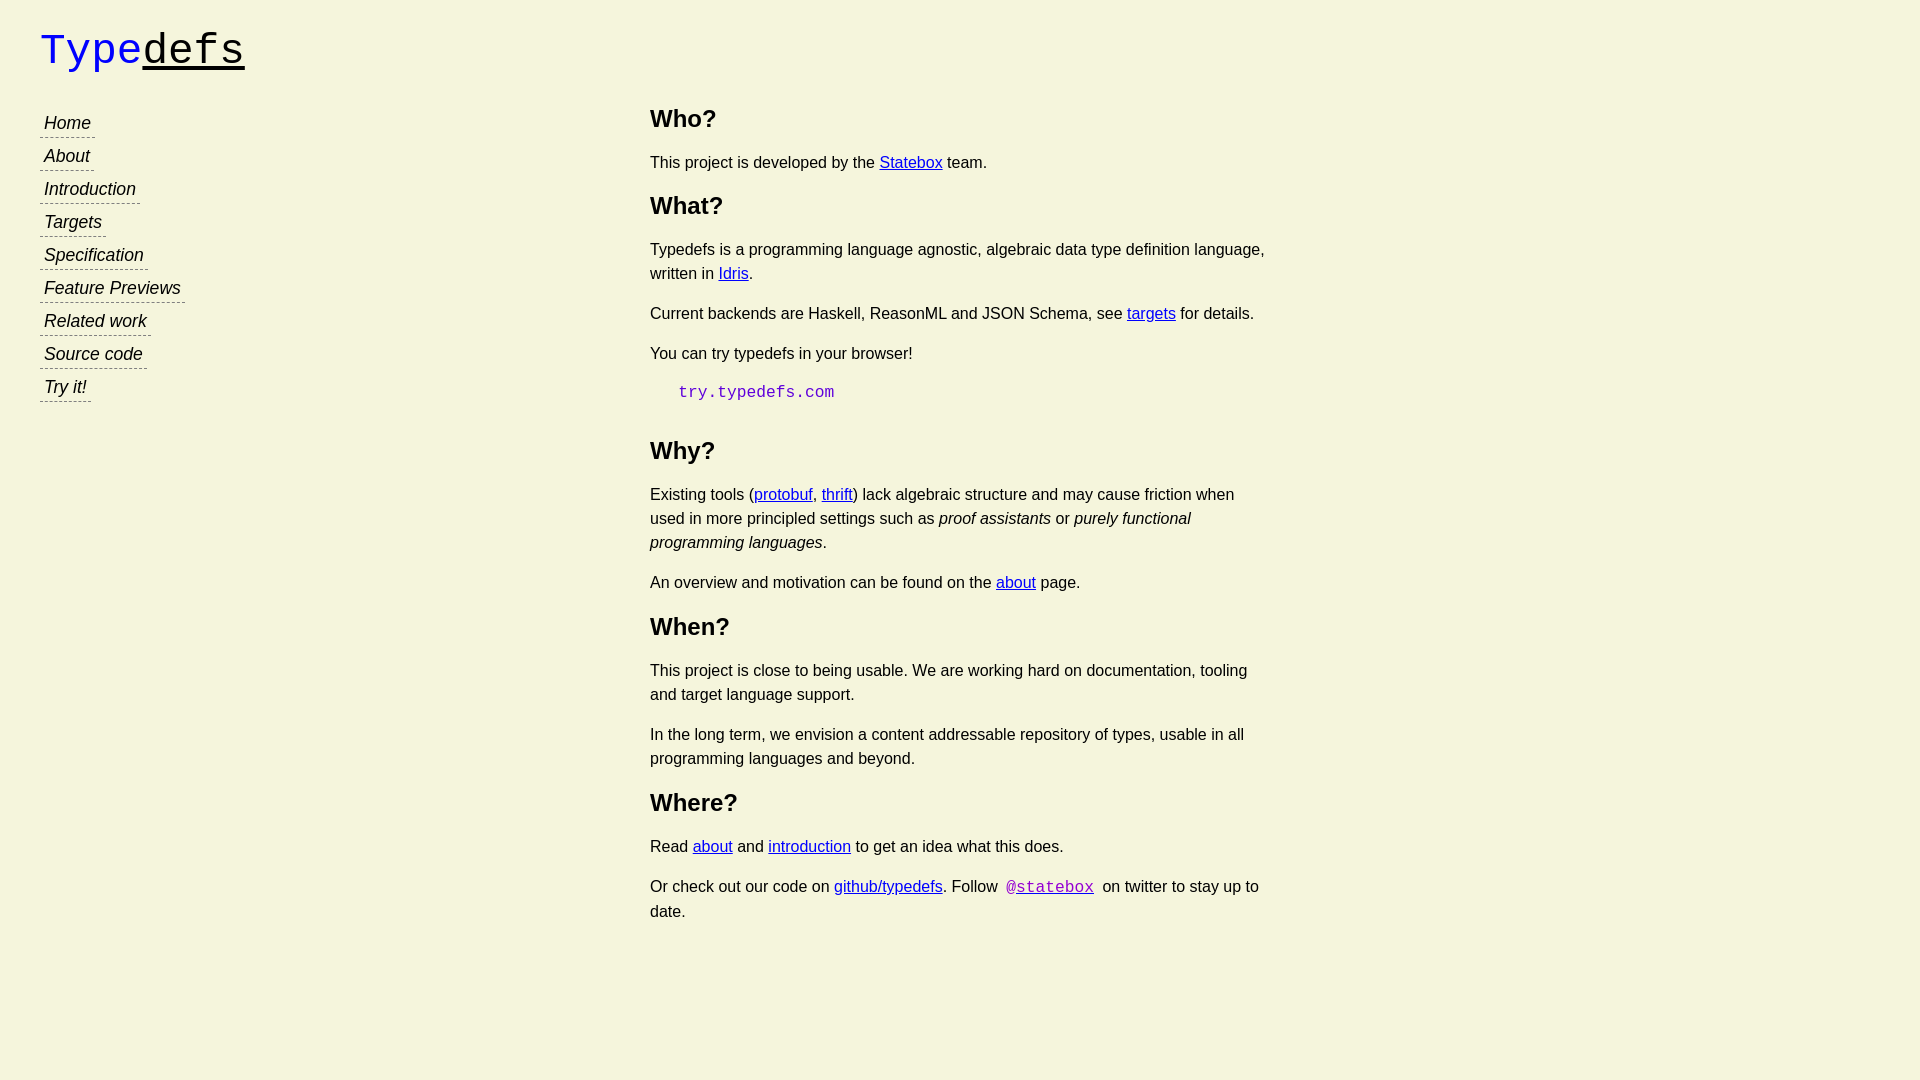 Typedefs
Home
About
Introduction
Targets
Specification
Feature Previews
Related work
Source code
Try it!
Who?
This project is developed by the Statebox team.
What?
Typedefs is a programming language agnostic, algebraic data type definition language,
written in Idris.
Current backends are Haskell, ReasonML and JSON Schema, see targets for details.
You can try typedefs in your browser!
try.typedefs.com
Why?
Existing tools (protobuf, thrift) lack algebraic structure and may cause friction when
used in more principled settings such as proof assistants or purely functional
programming languages.
An overview and motivation can be found on the about page.
When?
This project is close to being usable. We are working hard on documentation, tooling
and target language support.
In the long term, we envision a content addressable repository of types, usable in all
programming languages and beyond.
Where?
Read about and introduction to get an idea what this does.
Or check out our code on github/typedefs. Follow @statebox on twitter to stay up to
date.